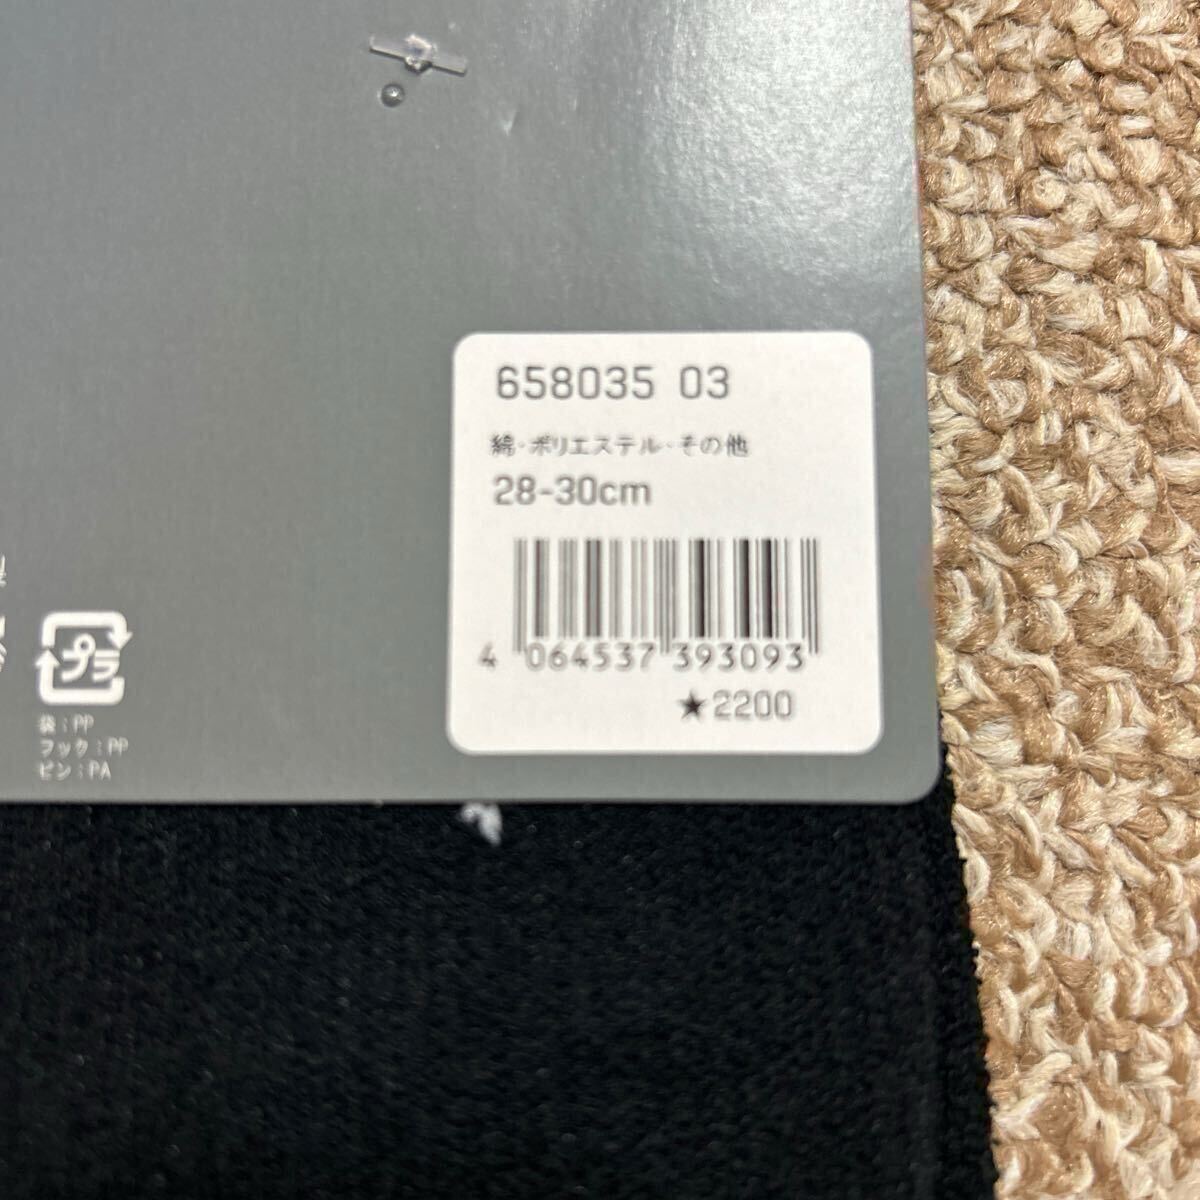 658035 03
綿・ポリエステル・その他
28-30cm
4 064537 393093
★2200
プラ
袋:PP
フック:PP
ピン:PA